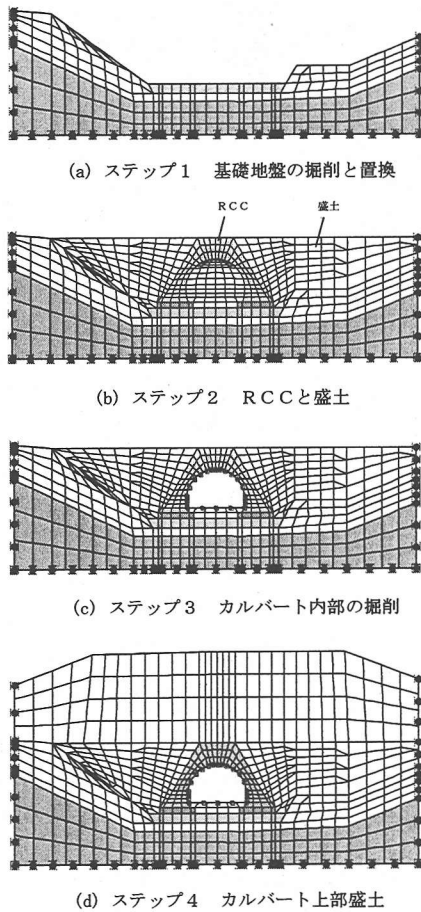 (a) ステップ1 基礎地盤の掘削と置換
RCC 盛土
(b) ステップ2 RCCと盛土
(c) ステップ3 カルバート内部の掘削
(d) ステップ4 カルバート上部盛土